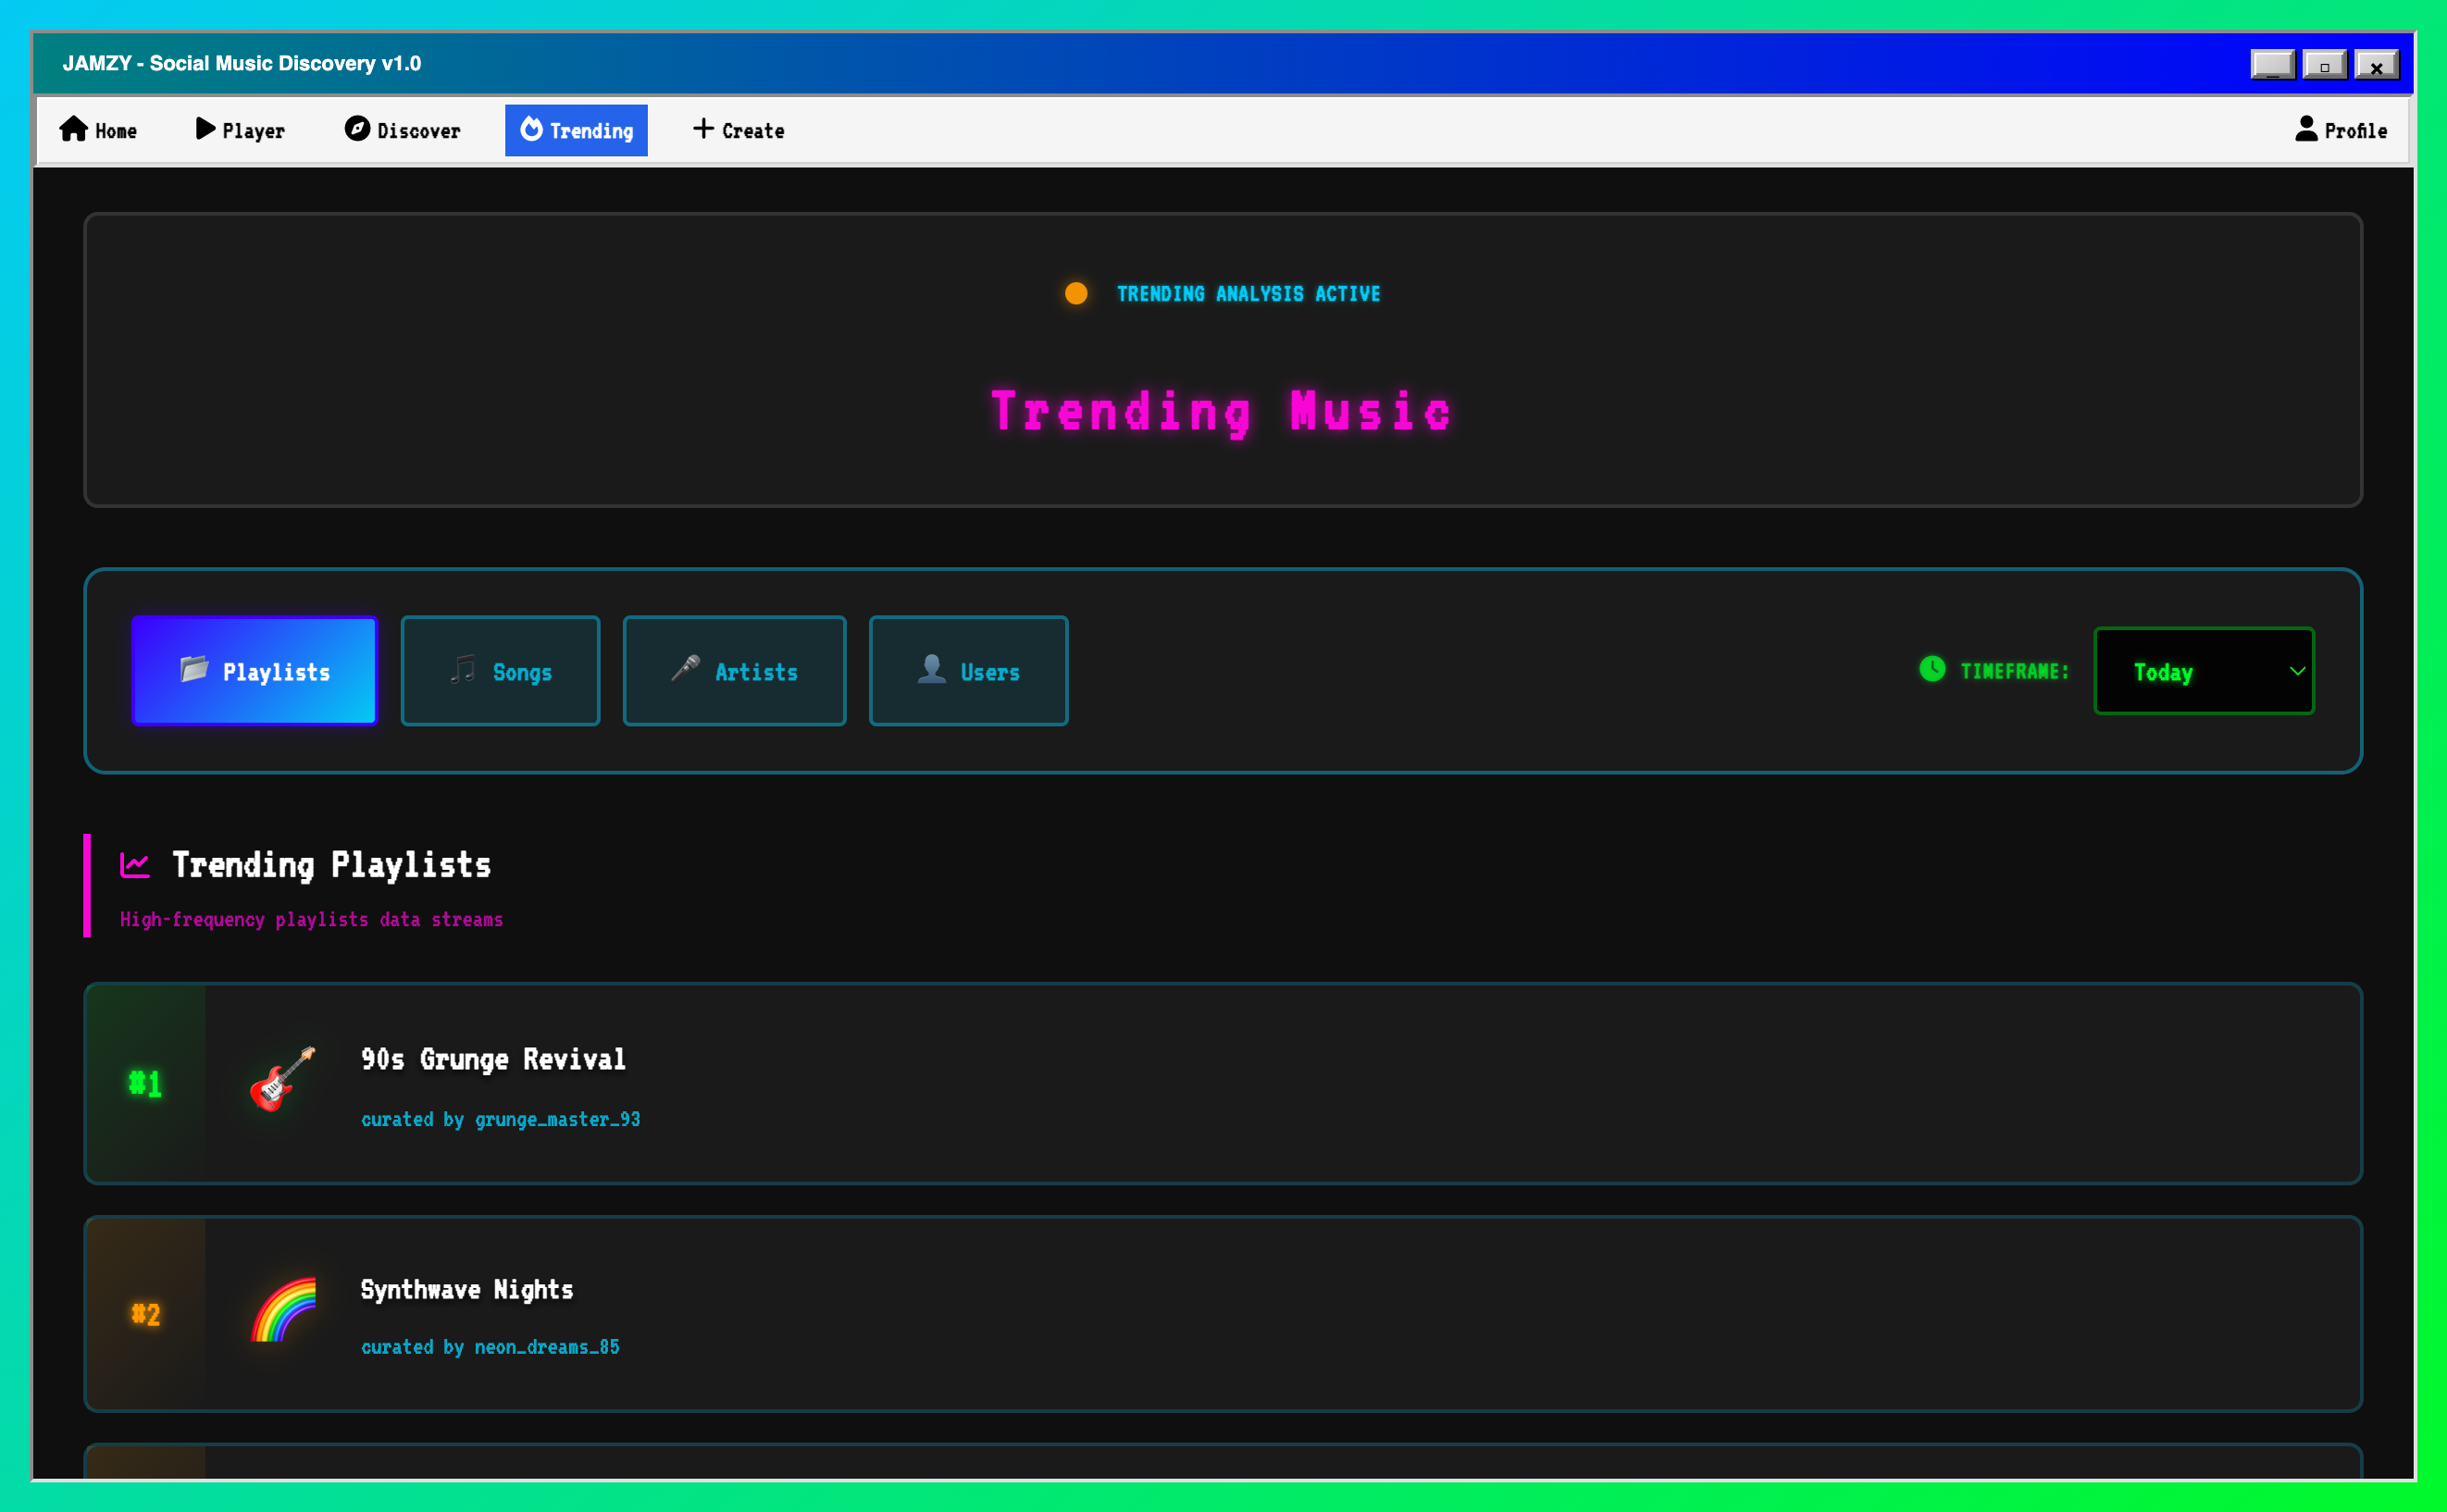 JAMZY - Social Music Discovery v1.0
Home Player Discover Trending Create Profile
TRENDING ANALYSIS ACTIVE
Trending Music
Playlists Songs Artists Users TIMEFRAME: Today
Trending Playlists
High-frequency playlists data streams
#1
90s Grunge Revival
curated by grunge_master_93
#2
Synthwave Nights
curated by neon_dreams_85